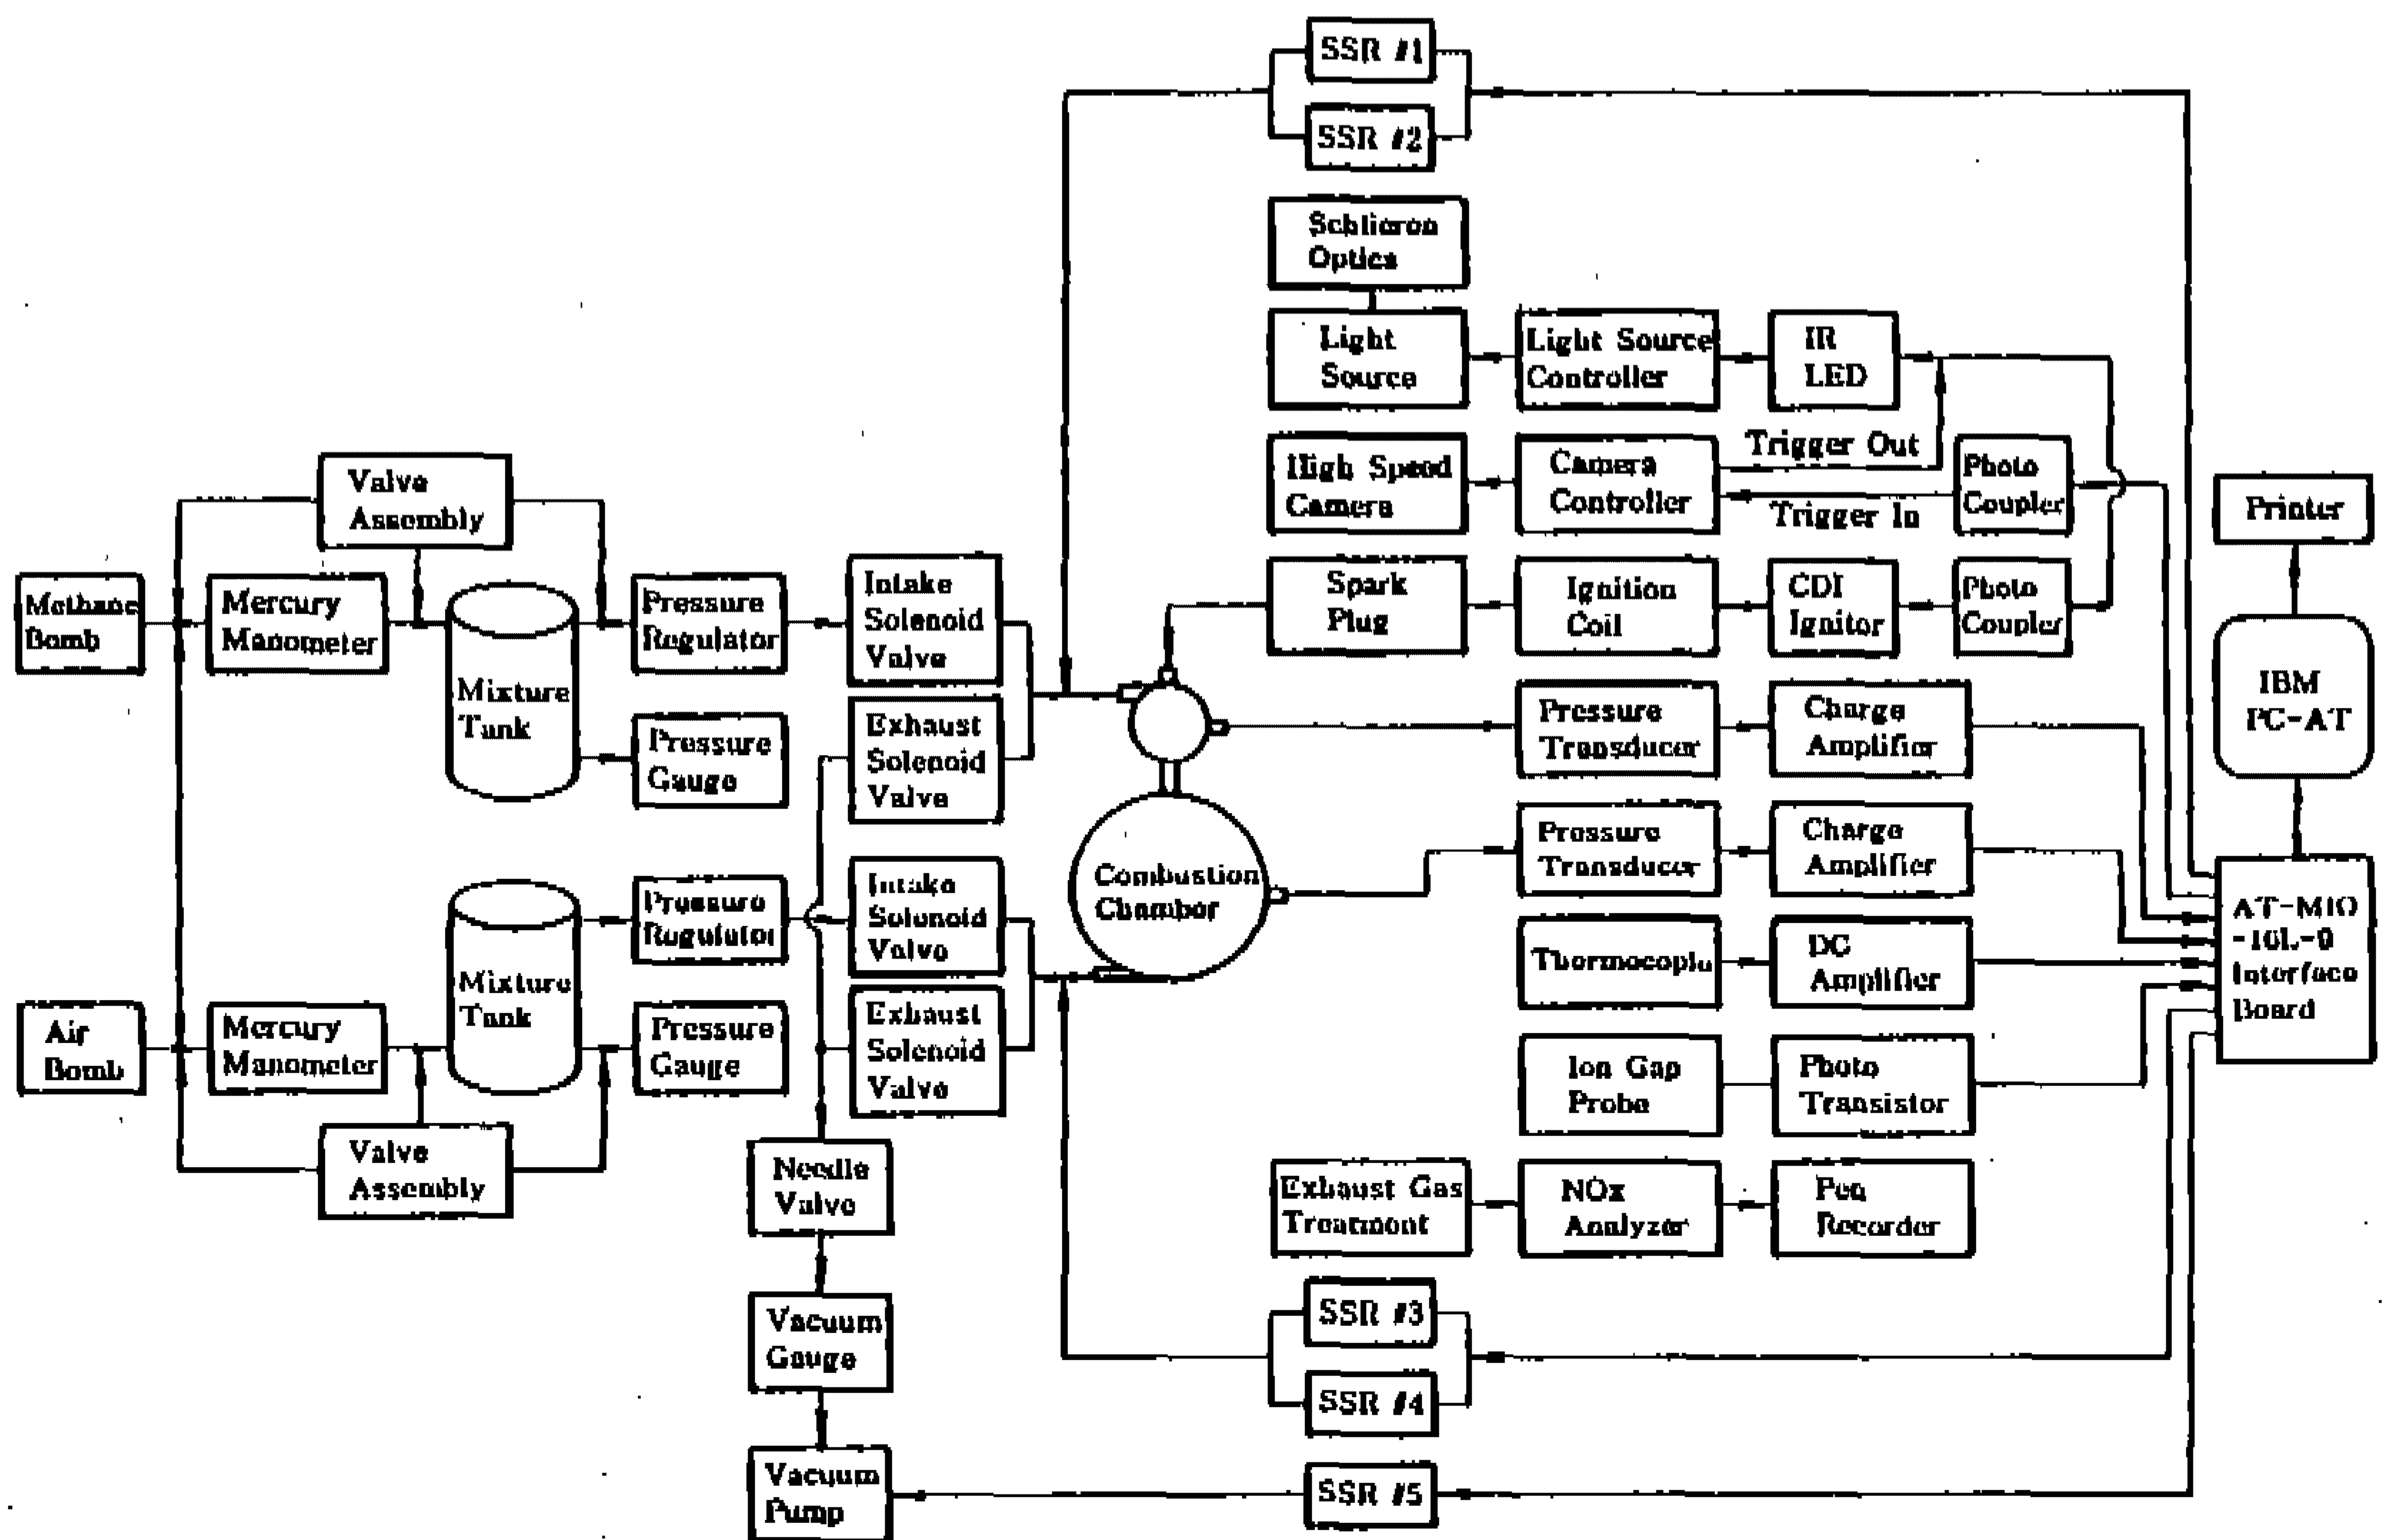 SSR #1
SSR #2
Schlieren
Optics
Light
Source
Light Source
Controller
IR
LED
Trigger Out
High Speed
Camera
Camera
Controller
Photo
Coupler
Trigger In
Valve
Assembly
Printer
Methane
Bomb
Mercury
Manometer
Mixture
Tank
Pressure
Regulator
Intake
Solenoid
Valve
Spark
Plug
Ignition
Coil
CDI
Ignitor
Photo
Coupler
IBM
PC-AT
Pressure
Gauge
Exhaust
Solenoid
Valve
Pressure
Transducer
Charge
Amplifier
Combustion
Chamber
Pressure
Transducer
Charge
Amplifier
Mixture
Tank
Pressure
Regulator
Intake
Solenoid
Valve
Thermocople
DC
Amplifier
AT-MIO
Interface
Board
Air
Bomb
Mercury
Manometer
Pressure
Gauge
Exhaust
Solenoid
Valve
Ion Gap
Probe
Photo
Transistor
Valve
Assembly
Needle
Valve
Exhaust Gas
Treatment
NOx
Analyzer
Pen
Recorder
Vacuum
Gauge
SSR #3
SSR #4
Vacuum
Pump
SSR #5